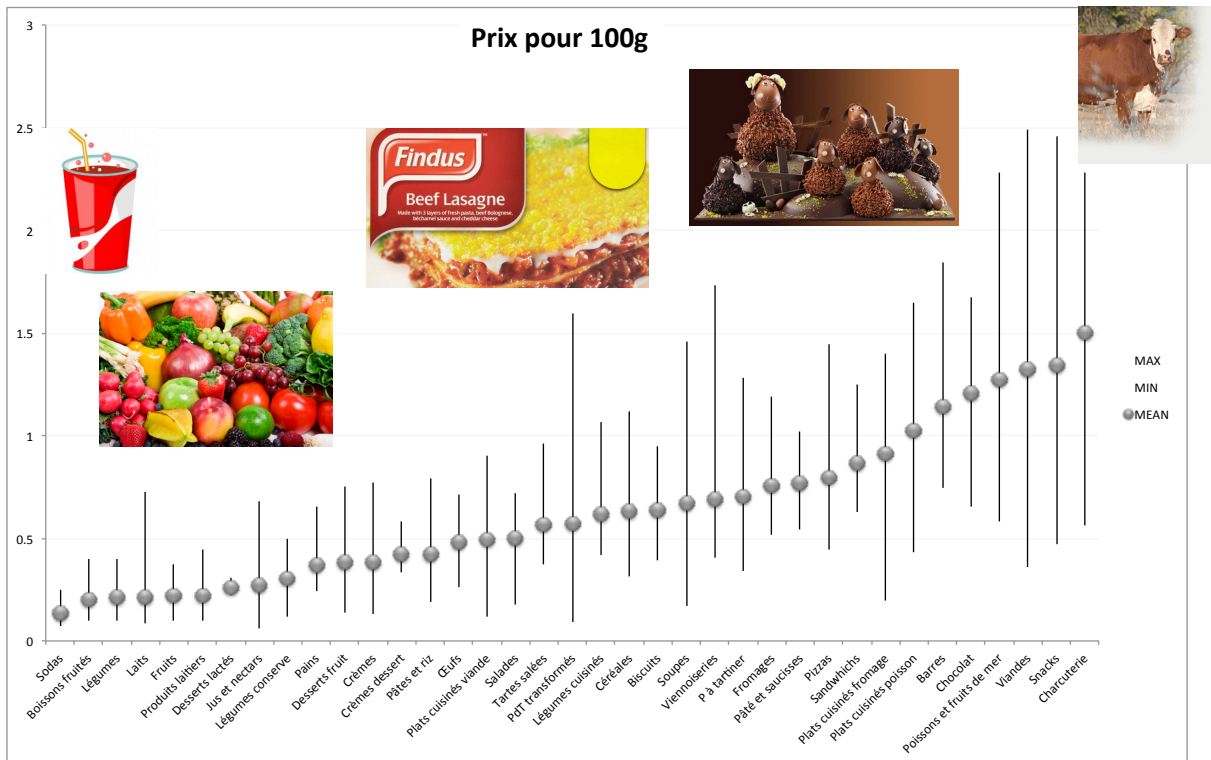 Prix pour 100g
3
2.5
2
1.5
1
0.5
0
Findus
Beef Lasagne
Made with 3 layers of fresh pasta, beef Bolognese,
béchamel sauce and cheddar cheese
MAX
MIN
MEAN
Sodas
Boissons fruités
Légumes
Laits
Fruits
Produits laitiers
Desserts lactés
Jus et nectars
Légumes conserve
Pains
Desserts fruit
Crèmes
Crèmes dessert
Pâtes et riz
Œufs
Plats cuisinés viande
Salades
Tartes salées
PdT transformés
Légumes cuisinés
Céréales
Biscuits
Soupes
Viennoiseries
P à tartiner
Fromages
Pâté et saucisses
Pizzas
Sandwichs
Plats cuisinés fromage
Plats cuisinés poisson
Barres
Chocolat
Poissons et fruits de mer
Viandes
Snacks
Charcuterie